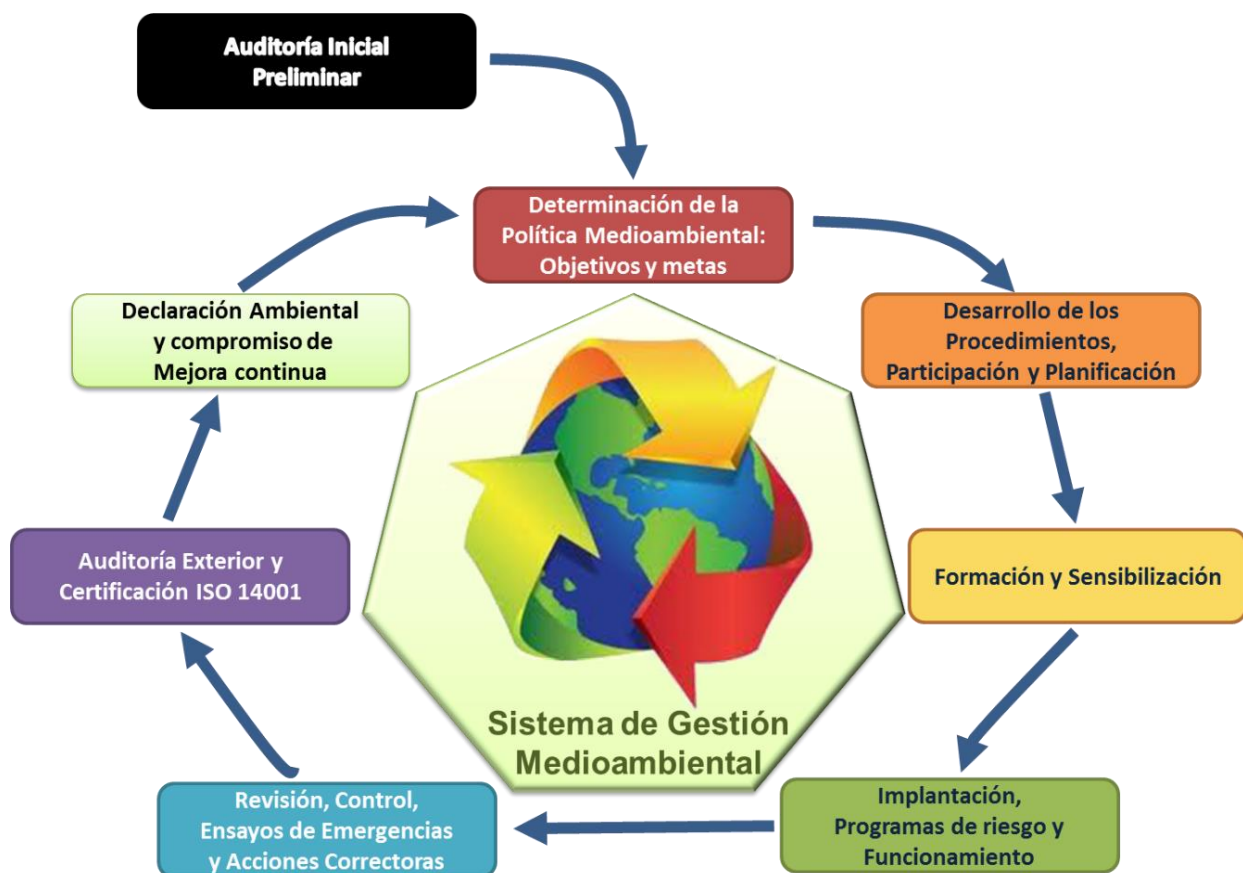 Auditoría Inicial
Preliminar
Determinación de la
Política Medioambiental:
Objetivos y metas
Desarrollo de los
Procedimientos,
Participación y Planificación
Formación y Sensibilización
Implantación,
Programas de riesgo y
Funcionamiento
Revisión, Control,
Ensayos de Emergencias
y Acciones Correctoras
Auditoría Exterior y
Certificación ISO 14001
Declaración Ambiental
y compromiso de
Mejora continua
Sistema de Gestión
Medioambiental